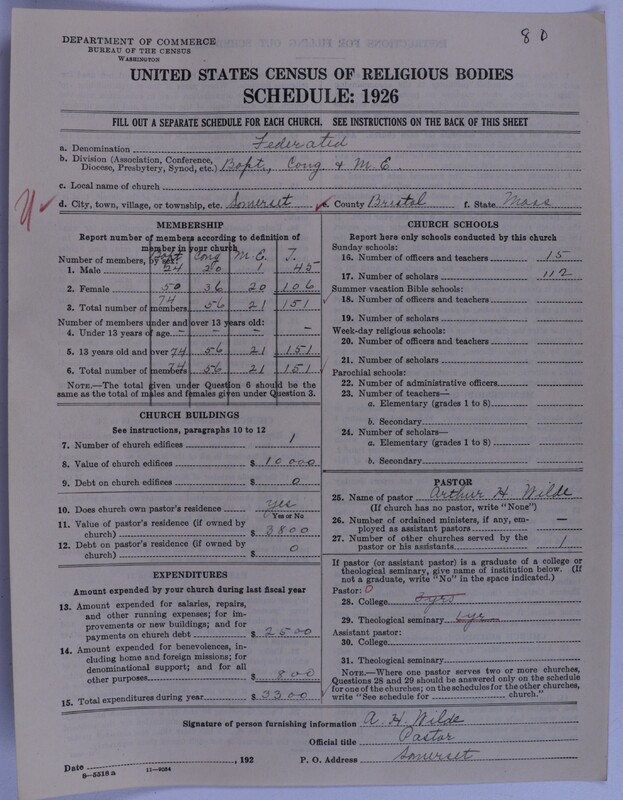 8 0
DEPARTMENT OF COMMERCE
BUREAU OF THE CENSUS
WASHINGTON
UNITED STATES CENSUS OF RELIGIOUS BODIES
SCHEDULE: 1926
FILL OUT A SEPARATE SCHEDULE FOR EACH CHURCH. SEE INSTRUCTIONS ON THE BACK OF THIS SHEET
a. Denomination Federated
b. Division (Association, Conference, Diocese, Presbytery, Synod, etc.) Bapt, Cong & M.E.
c. Local name of church
d. City, town, village, or township, etc. Somerset e. County Bristol f. State Mass
MEMBERSHIP
Report number of members according to definition of
member in your church
Number of members, by sex: Bapt Cong M.E. T.
1. Male 24 20 1 45
2. Female 50 36 20 106
3. Total number of members 74 56 21 151
Number of members under and over 13 years old:
4. Under 13 years of age - - - -
5. 13 years old and over 74 56 21 151
6. Total number of members 74 56 21 151
NOTE.—The total given under Question 6 should be
same as the total of males and females given under Question 3.
CHURCH BUILDINGS
See instructions, paragraphs 10 to 12
7. Number of church edifices 1
8. Value of church edifices $ 10000
9. Debt on church edifices $ 0
10. Does church own pastor's residence yes
Yes or No
11. Value of pastor's residence (if owned by
church) $ 3800
12. Debt on pastor's residence (if owned by
church) $ 0
EXPENDITURES
Amount expended by your church during last fiscal year
13. Amount expended for salaries, repairs,
and other running expenses; for im-
provements or new buildings; and for
payments on church debt $ 2500
14. Amount expended for benevolences, in-
cluding home and foreign missions; for
denominational support; and for all
other purposes $ 800
15. Total expenditures during year $ 3300
CHURCH SCHOOLS
Report here only schools conducted by this church
Sunday schools:
16. Number of officers and teachers 15
17. Number of scholars 112
Summer vacation Bible schools:
18. Number of officers and teachers
19. Number of scholars
Week-day religious schools:
20. Number of officers and teachers
21. Number of scholars
Parochial schools:
22. Number of administrative officers
23. Number of teachers—
a. Elementary (grades 1 to 8)
b. Secondary
24. Number of scholars—
a. Elementary (grades 1 to 8)
b. Secondary
PASTOR
25. Name of pastor Arthur H Wilde
(If church has no pastor, write "None")
26. Number of ordained ministers, if any, em-
ployed as assistant pastors —
27. Number of other churches served by the
pastor or his assistants 1
If pastor (or assistant pastor) is a graduate of a college or
theological seminary, give name of institution below. (If
not a graduate, write "No" in the space indicated.)
Pastor: 0
28. College 2 yrs
29. Theological seminary 1 yr
Assistant pastor:
30. College
31. Theological seminary
NOTE.—Where one pastor serves two or more churches,
Questions 28 and 29 should be answered only on the schedule
for one of the churches; on the schedules for the other churches,
write "See schedule for church."
Signature of person furnishing information A. H Wilde
Official title Pastor
Date , 192 P. O. Address Somerset
8—5318 a 11—9064